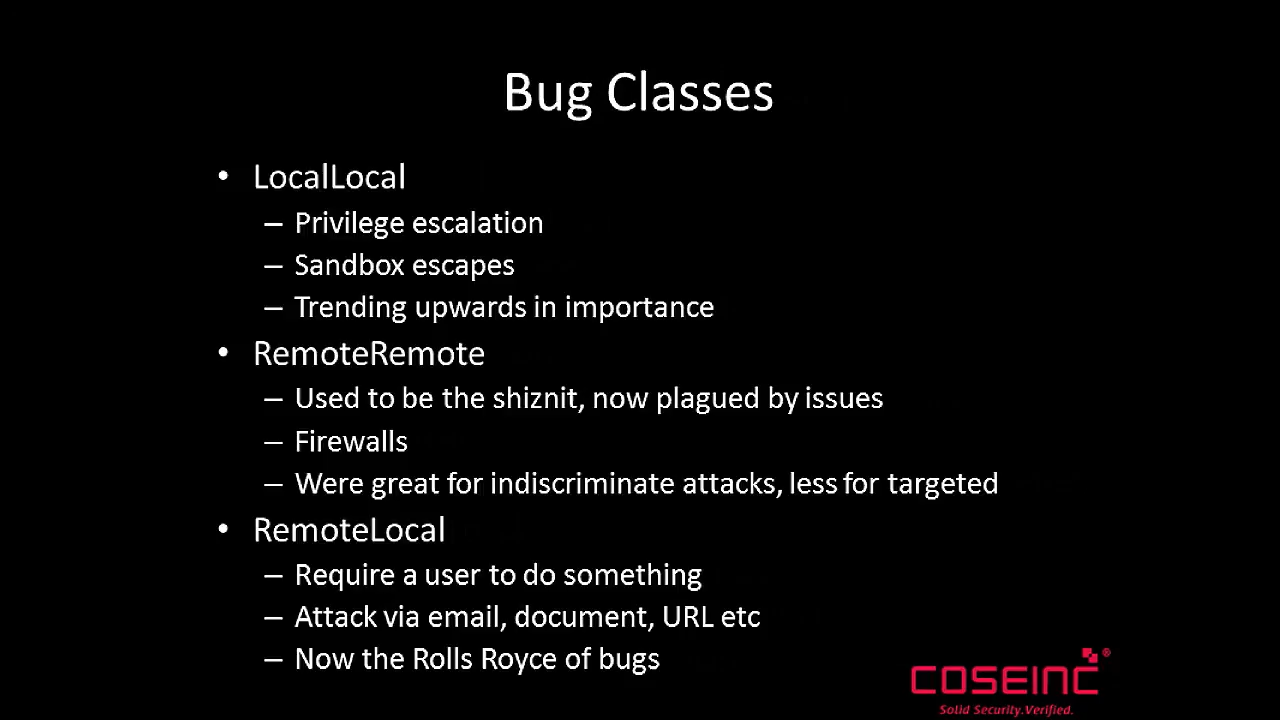 Bug Classes
• LocalLocal
– Privilege escalation
– Sandbox escapes
– Trending upwards in importance
• RemoteRemote
– Used to be the shiznit, now plagued by issues
– Firewalls
– Were great for indiscriminate attacks, less for targeted
• RemoteLocal
– Require a user to do something
– Attack via email, document, URL etc
– Now the Rolls Royce of bugs
COSEINC®
Solid Security.Verified.